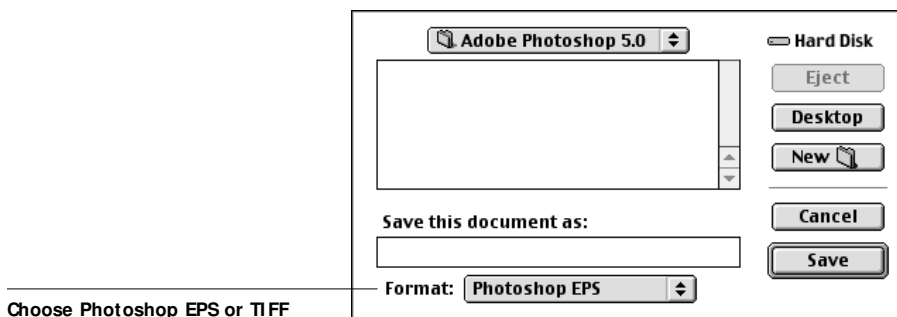 Adobe Photoshop 5.0
Hard Disk
Eject
Desktop
New
Save this document as:
Cancel
Save
Format: Photoshop EPS
Choose Photoshop EPS or TIFF